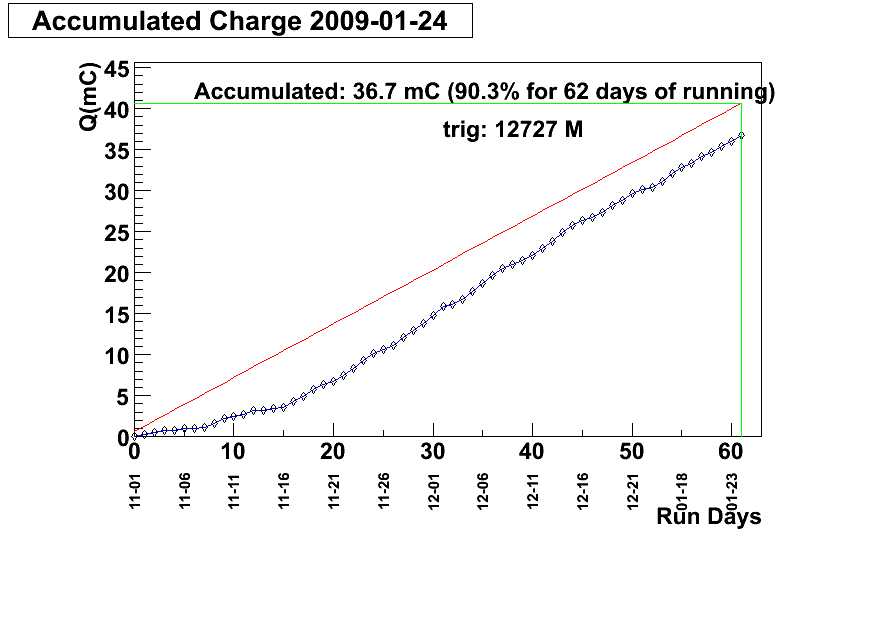 Accumulated Charge 2009-01-24
Q(mC)
45
Accumulated: 36.7 mC (90.3% for 62 days of running)
40
trig: 12727 M
35
30
25
20
15
10
5
0
0 10 20 30 40 50 60
11-01 11-06 11-11 11-16 11-21 11-26 12-01 12-06 12-11 12-16 12-21 01-18 01-23
Run Days